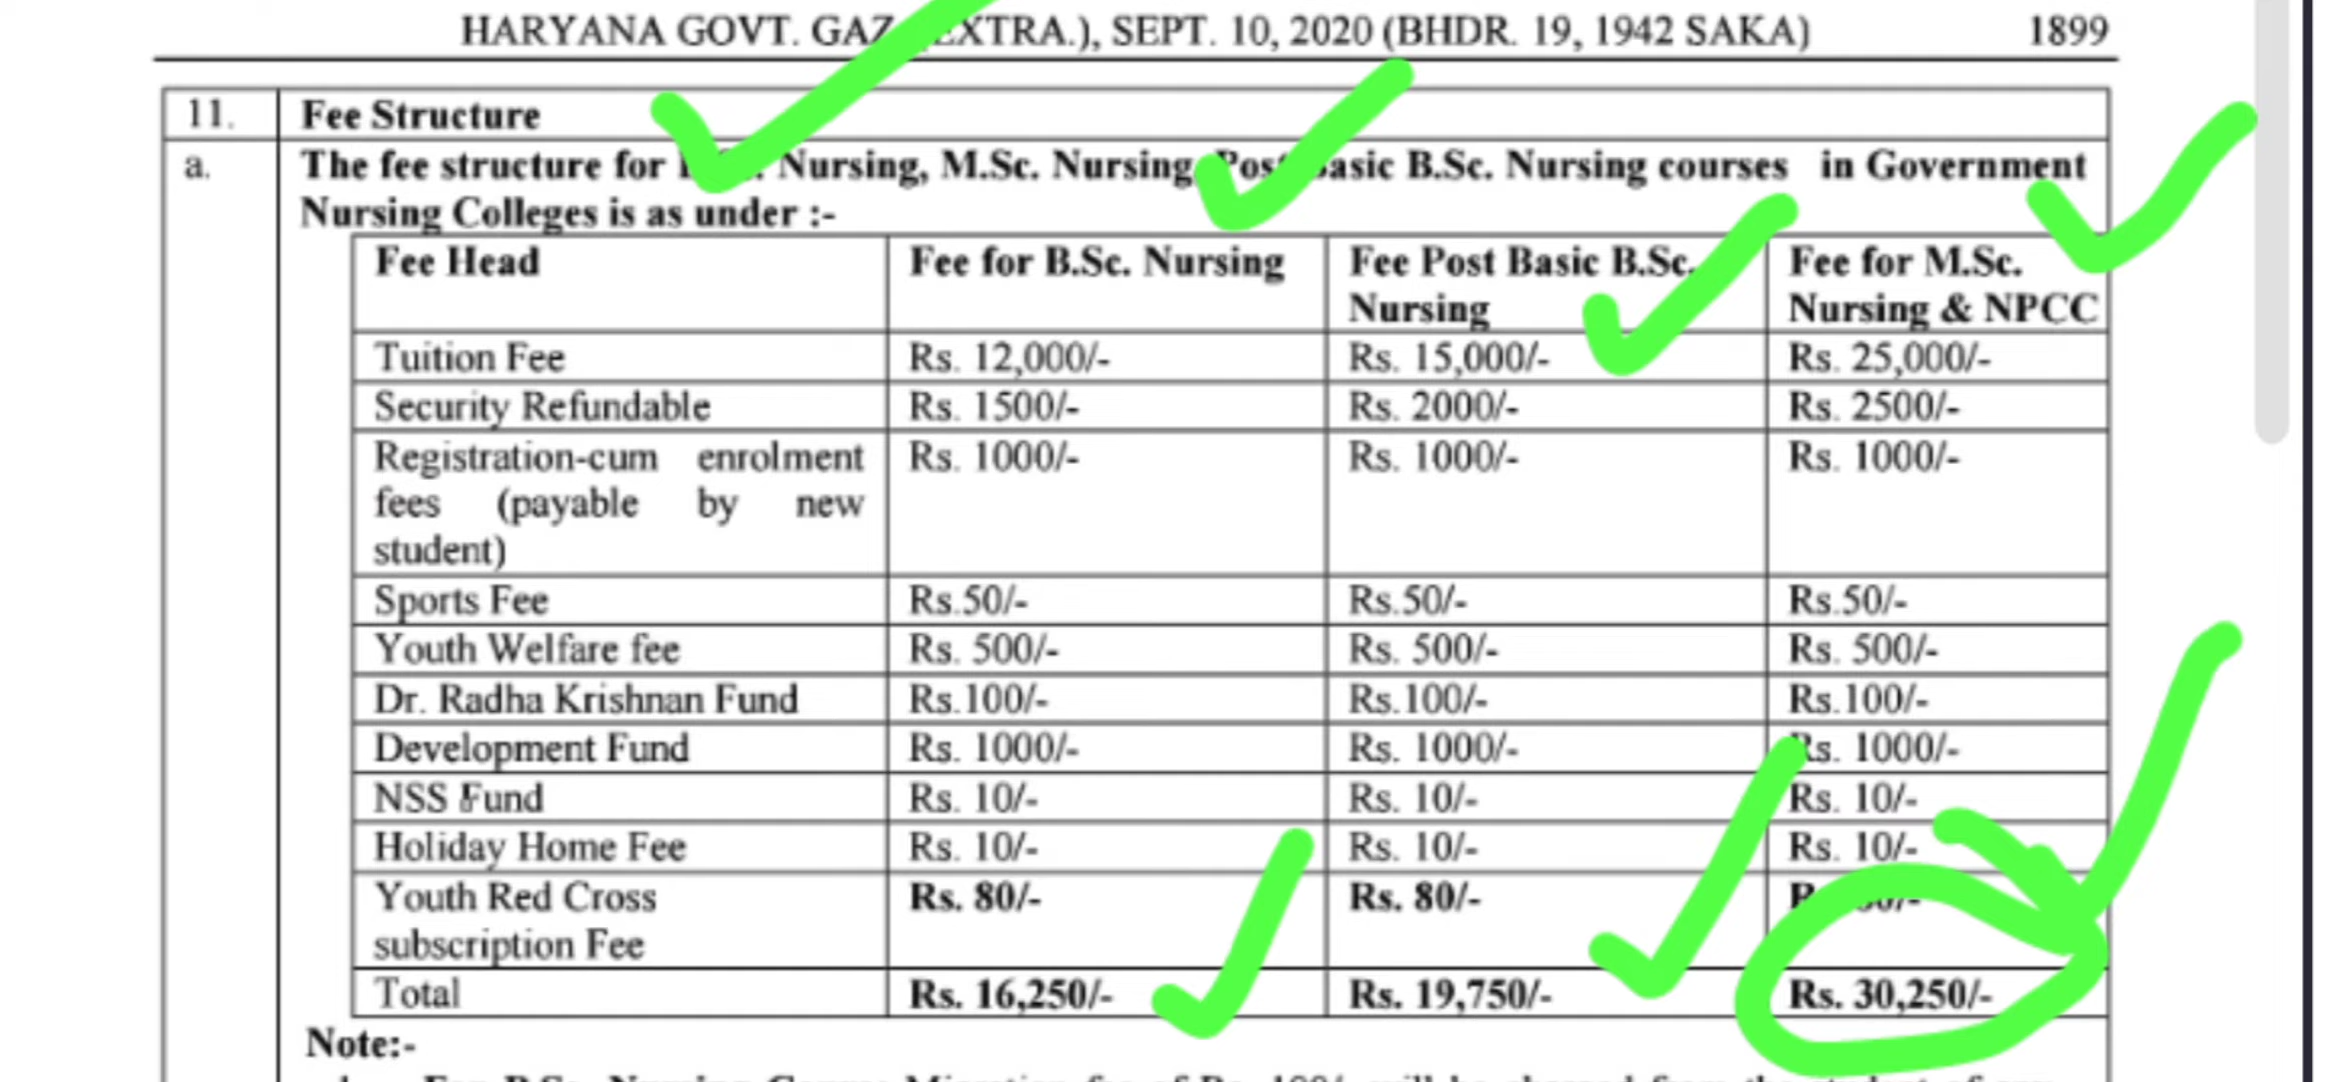 HARYANA GOVT. GAZ. (EXTRA.), SEPT. 10, 2020 (BHDR. 19, 1942 SAKA) 1899
11. Fee Structure
a. The fee structure for Nursing, M.Sc. Nursing, Post Basic B.Sc. Nursing courses in Government
Nursing Colleges is as under :-
Fee Head Fee for B.Sc. Nursing Fee Post Basic B.Sc. Nursing Fee for M.Sc. Nursing & NPCC
Tuition Fee Rs. 12,000/- Rs. 15,000/- Rs. 25,000/-
Security Refundable Rs. 1500/- Rs. 2000/- Rs. 2500/-
Registration-cum enrolment Rs. 1000/- Rs. 1000/- Rs. 1000/-
fees (payable by new
student)
Sports Fee Rs.50/- Rs.50/- Rs.50/-
Youth Welfare fee Rs. 500/- Rs. 500/- Rs. 500/-
Dr. Radha Krishnan Fund Rs.100/- Rs.100/- Rs.100/-
Development Fund Rs. 1000/- Rs. 1000/- Rs. 1000/-
NSS Fund Rs. 10/- Rs. 10/- Rs. 10/-
Holiday Home Fee Rs. 10/- Rs. 10/- Rs. 10/-
Youth Red Cross Rs. 80/- Rs. 80/-
subscription Fee
Total Rs. 16,250/- Rs. 19,750/- Rs. 30,250/-
Note:-